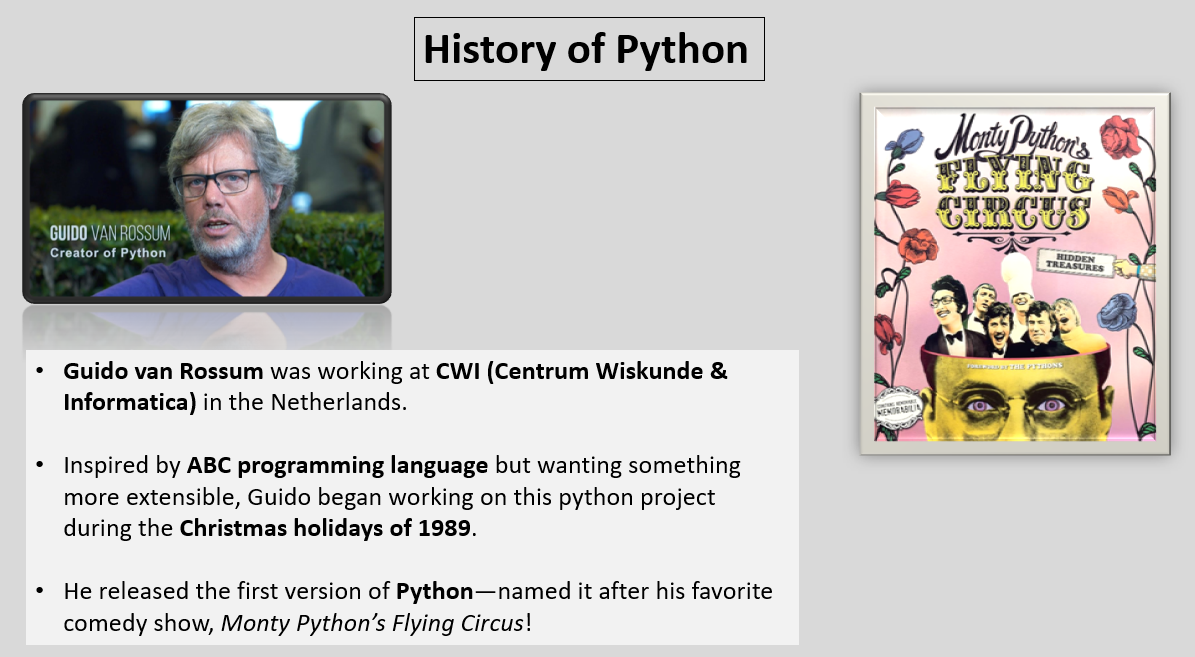 History of Python
GUIDO VAN ROSSUM
Creator of Python
Monty Python's
FLYING
CIRCUS
HIDDEN
TREASURES
FOREWORD BY THE PYTHONS
CONTAINS REMOVABLE
MEMORABILIA
• Guido van Rossum was working at CWI (Centrum Wiskunde &
Informatica) in the Netherlands.
• Inspired by ABC programming language but wanting something
more extensible, Guido began working on this python project
during the Christmas holidays of 1989.
• He released the first version of Python—named it after his favorite
comedy show, Monty Python’s Flying Circus!